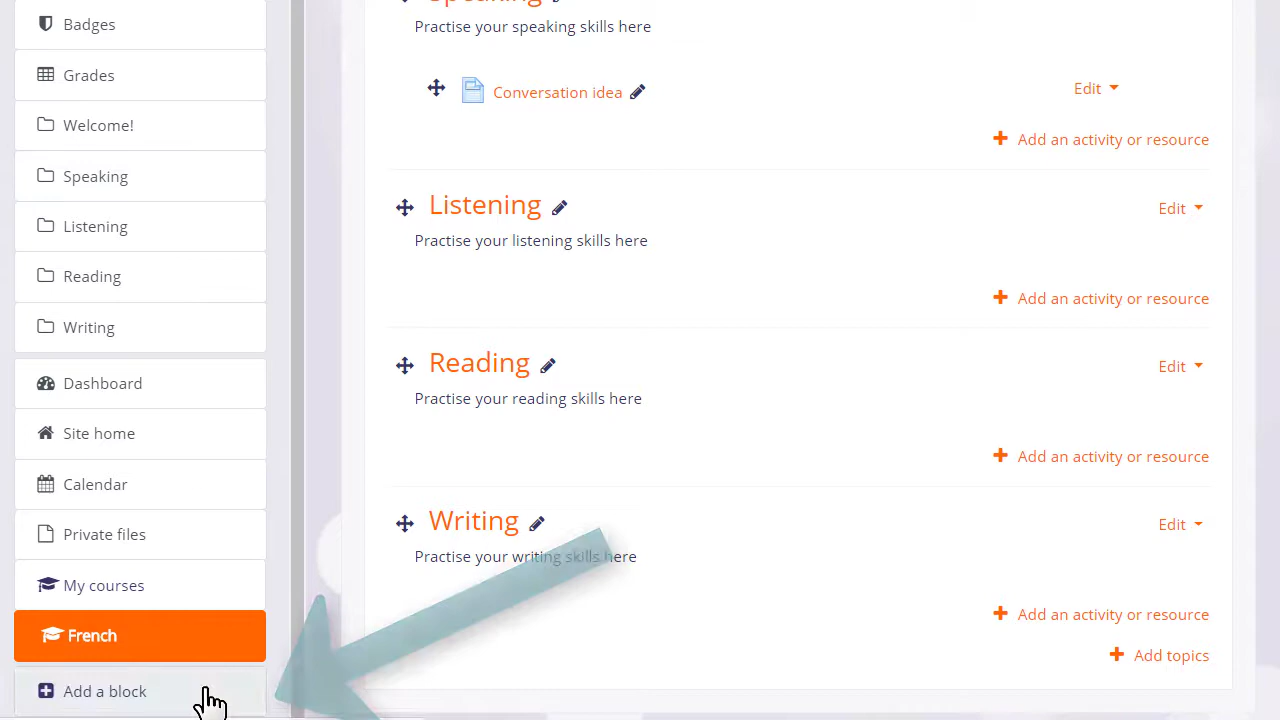 Badges
Grades
Welcome!
Speaking
Listening
Reading
Writing
Dashboard
Site home
Calendar
Private files
My courses
French
Add a block
Speaking
Practise your speaking skills here
Conversation idea
Edit
Add an activity or resource
Listening
Edit
Practise your listening skills here
Add an activity or resource
Reading
Edit
Practise your reading skills here
Add an activity or resource
Writing
Edit
Practise your writing skills here
Add an activity or resource
Add topics